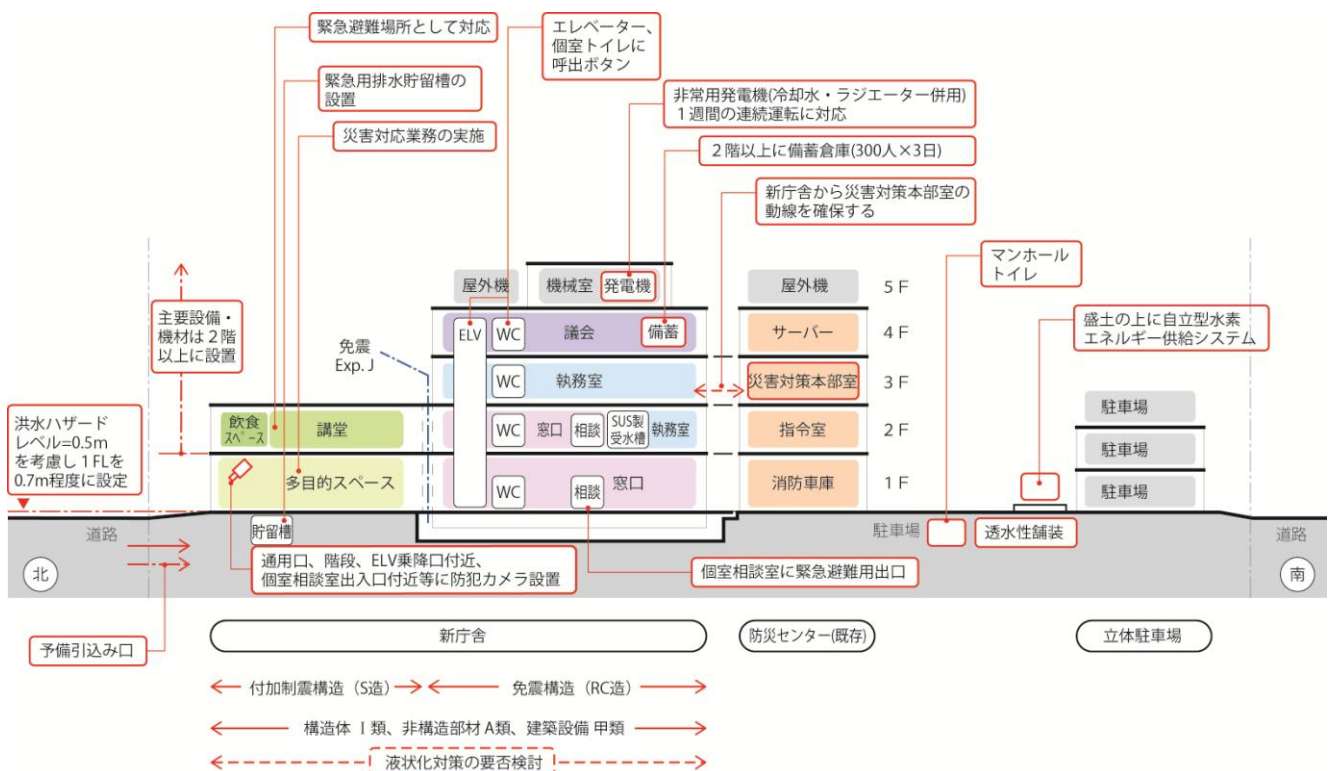 緊急避難場所として対応
エレベーター、
個室トイレに
呼出ボタン
緊急用排水貯留槽の
設置
非常用発電機(冷却水・ラジエーター併用)
１週間の連続運転に対応
災害対応業務の実施
２階以上に備蓄倉庫(300人×3日)
新庁舎から災害対策本部室の
動線を確保する
マンホール
トイレ
屋外機
機械室
発電機
屋外機
5 F
主要設備・
機材は２階
以上に設置
ELV
WC
議会
備蓄
サーバー
4 F
盛土の上に自立型水素
エネルギー供給システム
免震
Exp. J
WC
執務室
災害対策本部室
3 F
駐車場
洪水ハザード
レベル=0.5m
を考慮し１FLを
0.7m程度に設定
飲食
スペース
講堂
WC
窓口
相談
SUS製
受水槽
執務室
指令室
2 F
駐車場
多目的スペース
WC
相談
窓口
消防車庫
1 F
駐車場
道路
貯留槽
駐車場
透水性舗装
道路
北
通用口、階段、ELV乗降口付近、
個室相談室出入口付近等に防犯カメラ設置
個室相談室に緊急避難用出口
南
予備引込み口
新庁舎
防災センター(既存)
立体駐車場
付加制震構造（S造）
免震構造（RC造）
構造体 Ⅰ類、非構造部材 A類、建築設備 甲類
液状化対策の要否検討